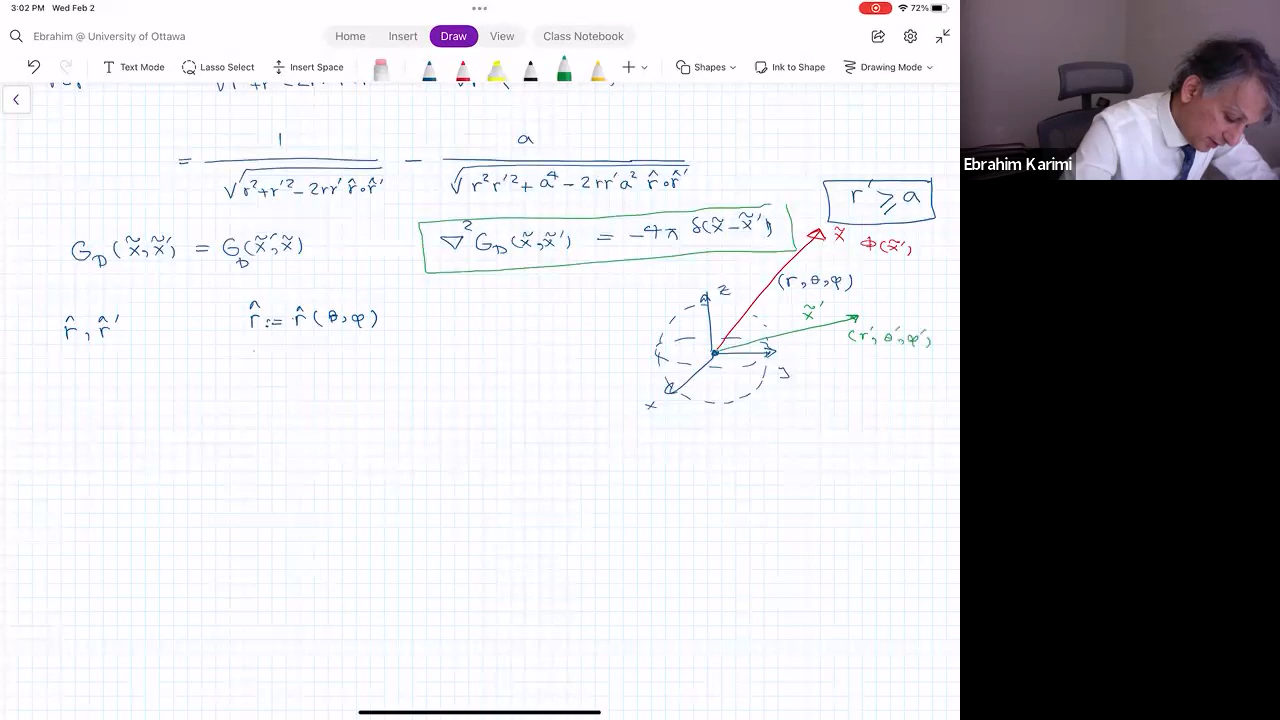 3:02 PM Wed Feb 2
72%
Ebrahim @ University of Ottawa
Home Insert Draw View Class Notebook
Text Mode Lasso Select Insert Space Shapes Ink to Shape Drawing Mode
= 1 / √(r² + r'² - 2rr' r̂∘r̂') - a / √(r²r'² + a⁴ - 2rr'a² r̂∘r̂')
Ebrahim Karimi
r' ⩾ a
G_D(x̃, x̃') = G_D(x̃', x̃)
∇² G_D(x̃, x̃') = -4π δ(x̃ - x̃')
x̃ Φ(x̃')
(r, θ, φ)
z
r̂, r̂'
r̂ := r̂(θ, φ)
x̃'
(r', θ', φ')
y
x